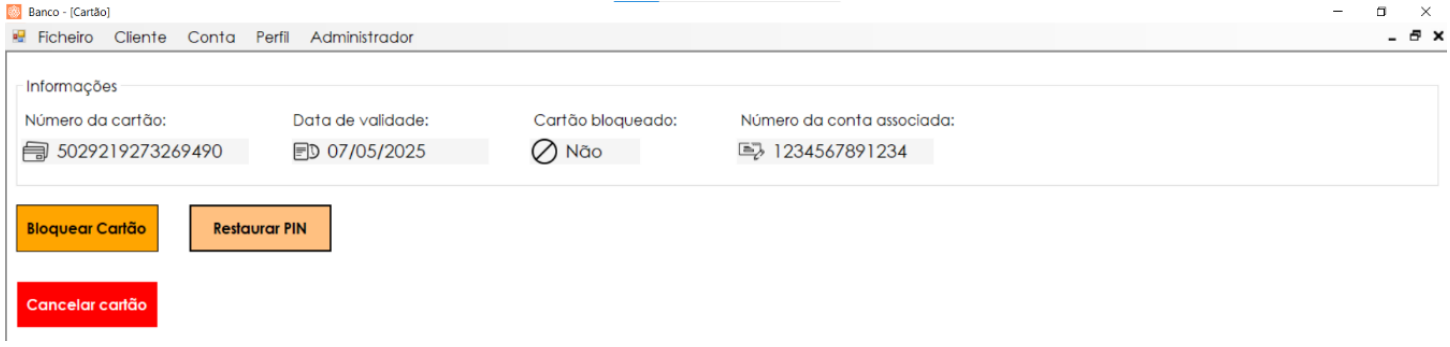 Banco - [Cartão]
Ficheiro Cliente Conta Perfil Administrador
Informações
Número da cartão: Data de validade: Cartão bloqueado: Número da conta associada:
5029219273269490 07/05/2025 Não 1234567891234
Bloquear Cartão Restaurar PIN
Cancelar cartão